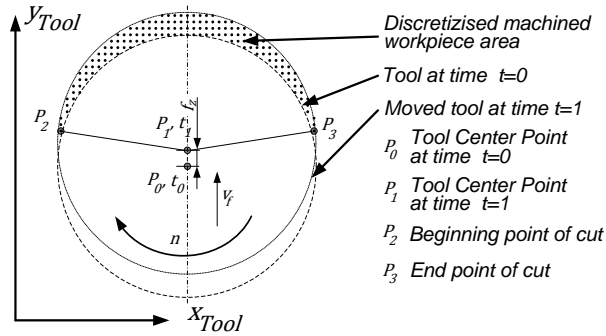 y_Tool
Discretizised machined
workpiece area
Tool at time t=0
Moved tool at time t=1
P_2
P_1, t_1
f_z
P_3
P_0, t_0
v_f
n
x_Tool
P_0 Tool Center Point
at time t=0
P_1 Tool Center Point
at time t=1
P_2 Beginning point of cut
P_3 End point of cut